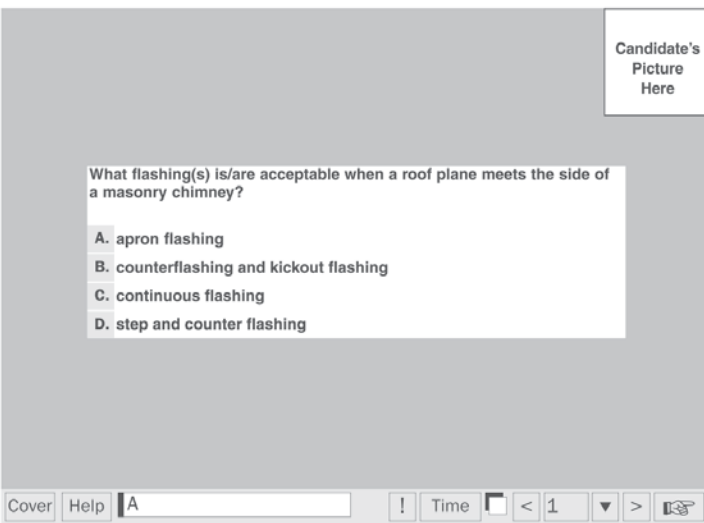 Candidate's
Picture
Here
What flashing(s) is/are acceptable when a roof plane meets the side of
a masonry chimney?
A. apron flashing
B. counterflashing and kickout flashing
C. continuous flashing
D. step and counter flashing
Cover Help A ! Time < 1 ▼ >